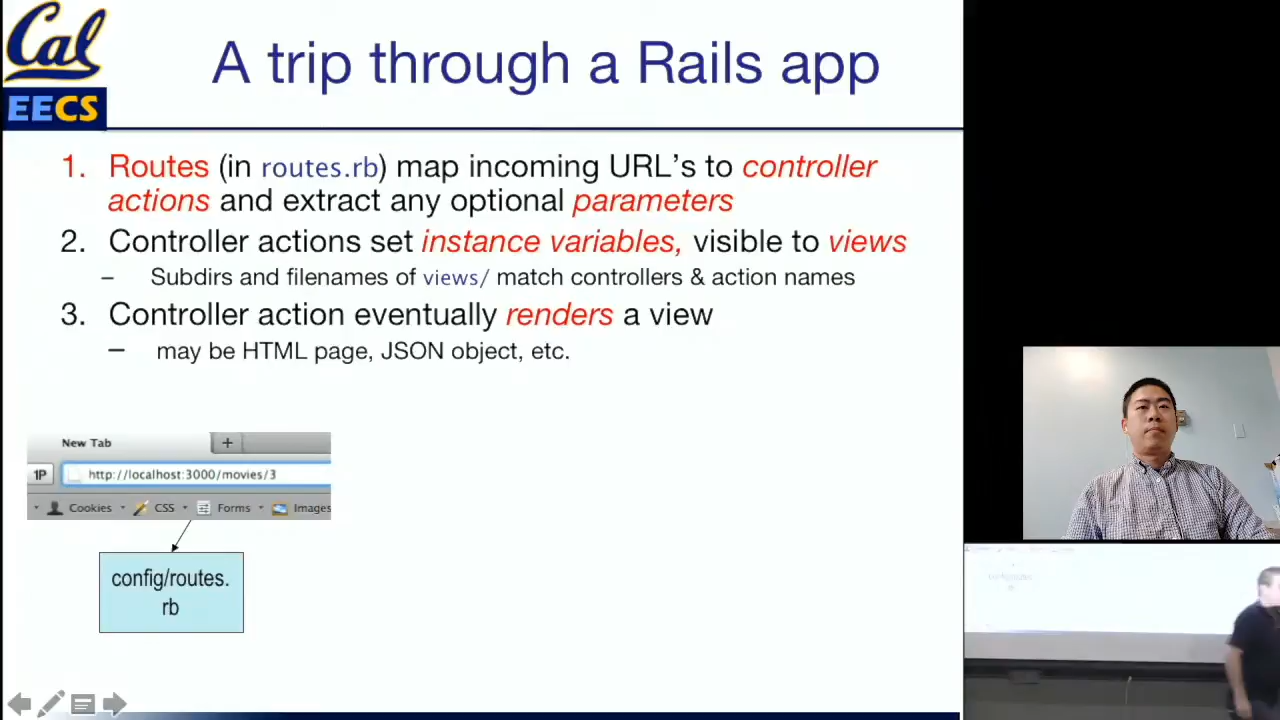 Cal
EECS
A trip through a Rails app
1. Routes (in routes.rb) map incoming URL's to controller
actions and extract any optional parameters
2. Controller actions set instance variables, visible to views
– Subdirs and filenames of views/ match controllers & action names
3. Controller action eventually renders a view
– may be HTML page, JSON object, etc.
New Tab +
1P http://localhost:3000/movies/3
Cookies CSS Forms Images
config/routes.
rb